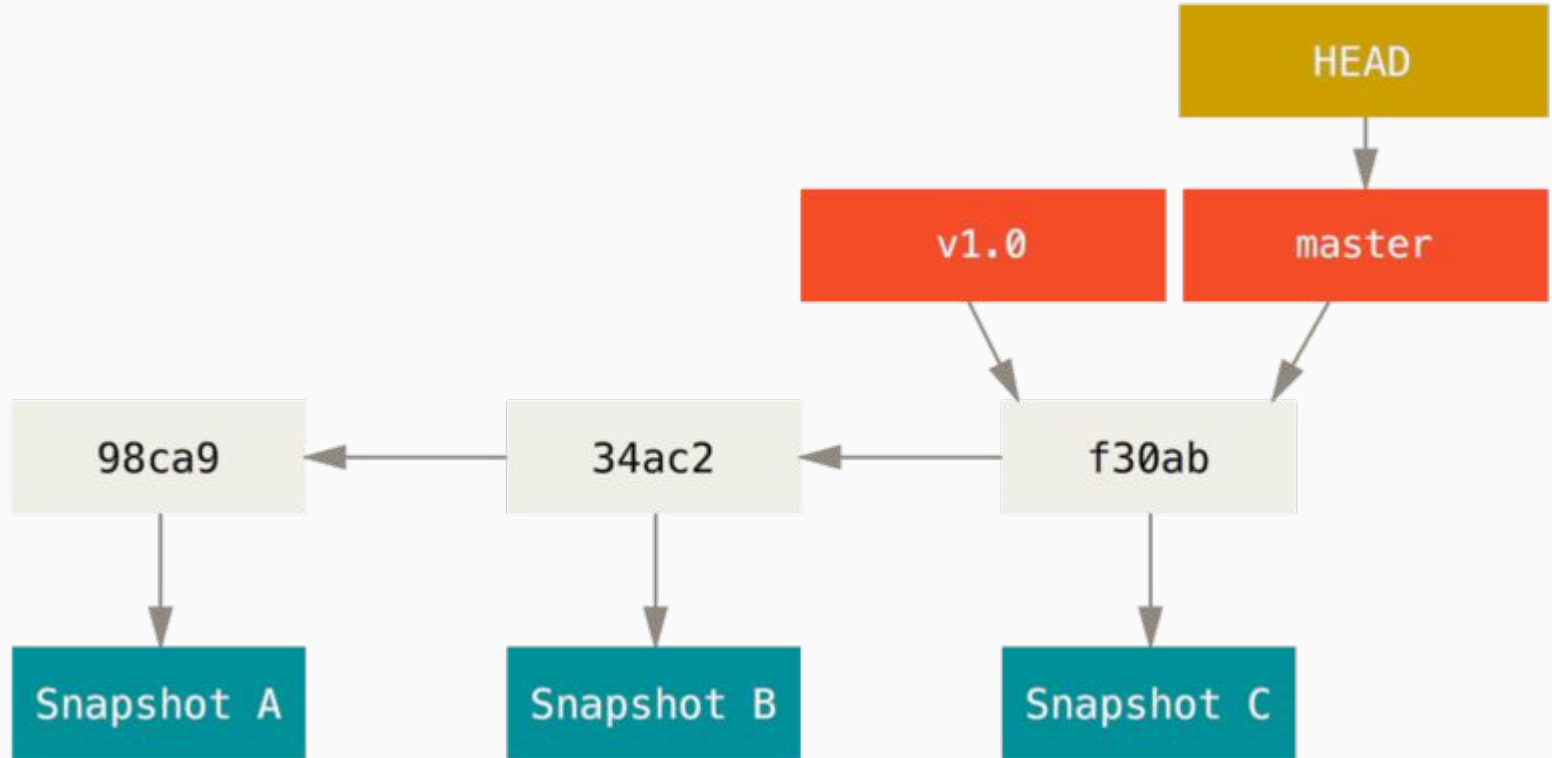 HEAD
v1.0
master
98ca9
34ac2
f30ab
Snapshot A
Snapshot B
Snapshot C